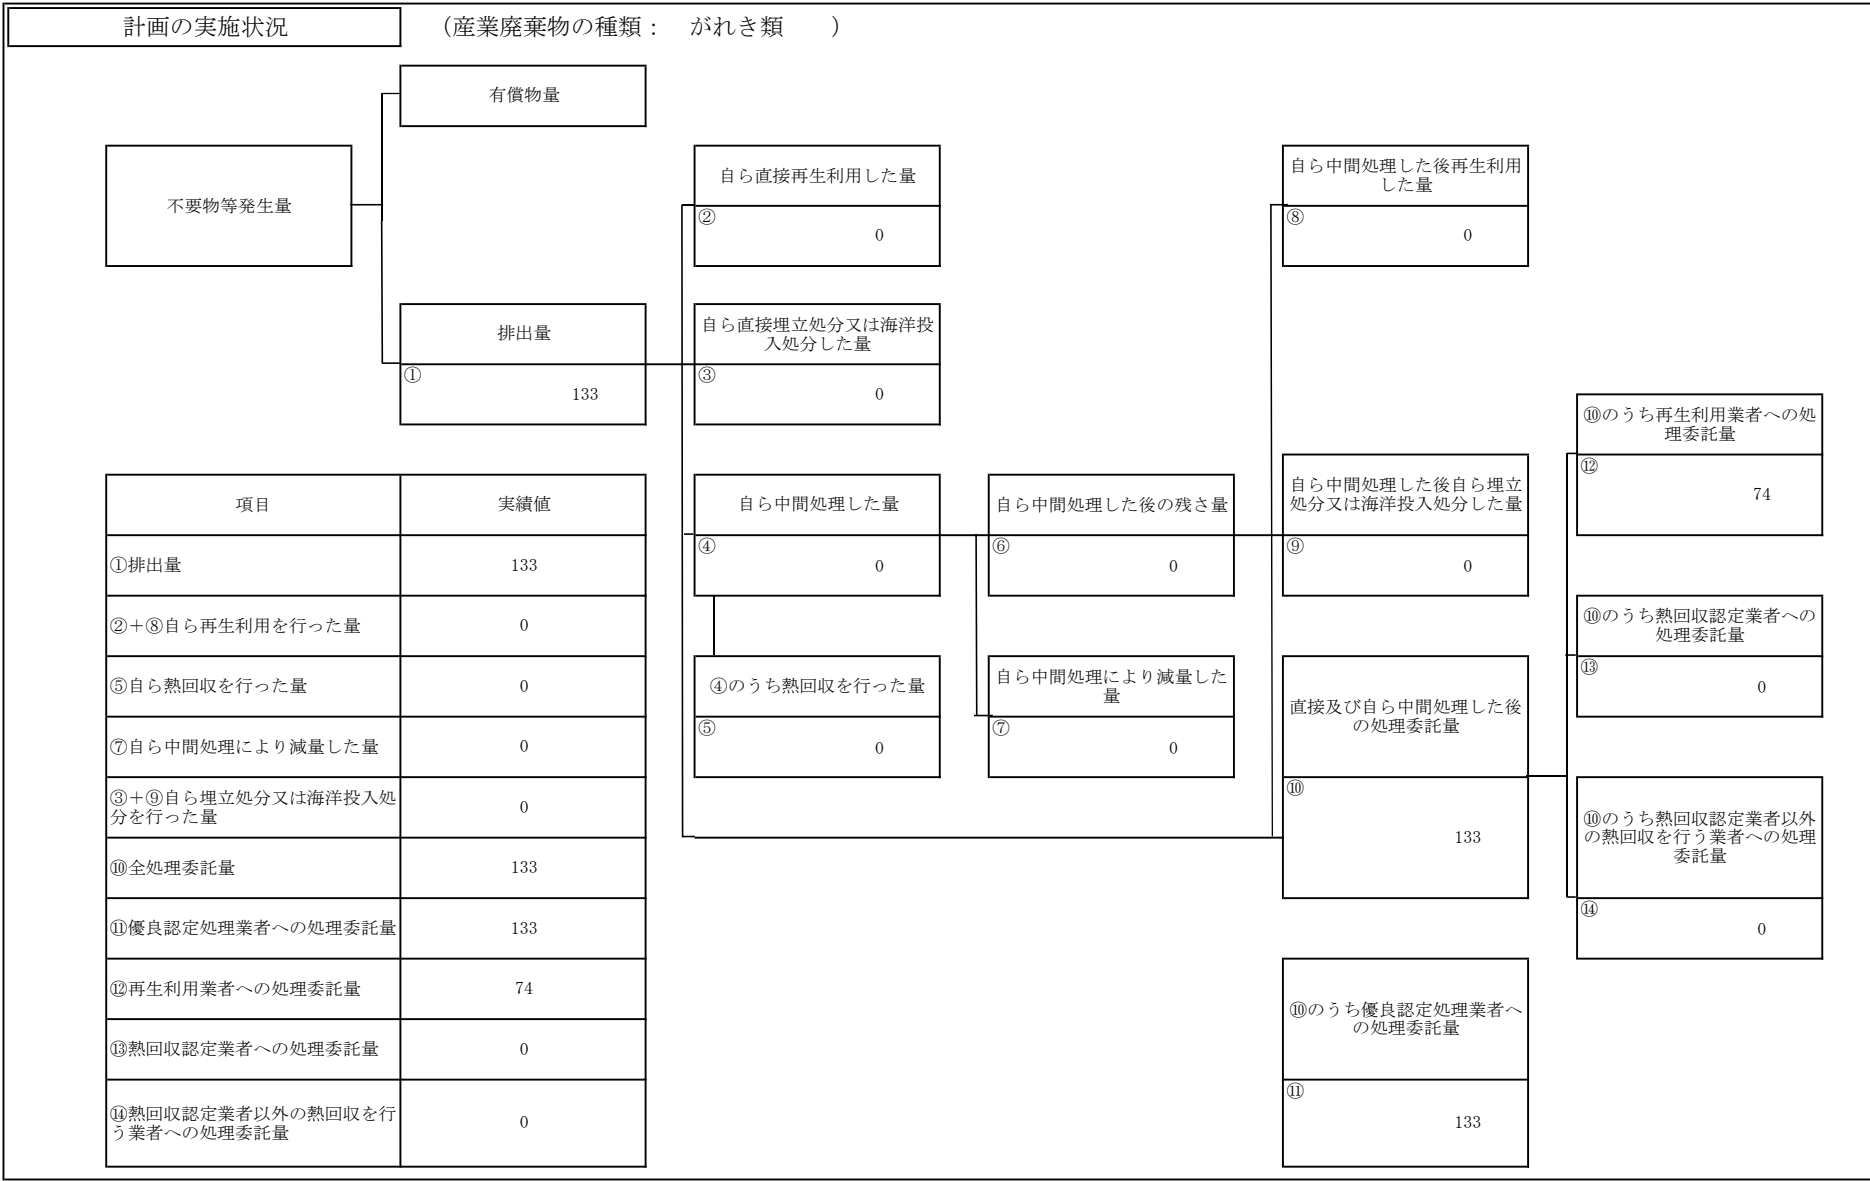 計画の実施状況
（産業廃棄物の種類：　がれき類　　）
有償物量
不要物等発生量
自ら直接再生利用した量
②
0
自ら中間処理した後再生利用
した量
⑧
0
排出量
①
133
自ら直接埋立処分又は海洋投
入処分した量
③
0
⑩のうち再生利用業者への処
理委託量
⑫
74
項目
実績値
①排出量
133
②＋⑧自ら再生利用を行った量
0
⑤自ら熱回収を行った量
0
⑦自ら中間処理により減量した量
0
③＋⑨自ら埋立処分又は海洋投入処
分を行った量
0
⑩全処理委託量
133
⑪優良認定処理業者への処理委託量
133
⑫再生利用業者への処理委託量
74
⑬熱回収認定業者への処理委託量
0
⑭熱回収認定業者以外の熱回収を行
う業者への処理委託量
0
自ら中間処理した量
④
0
自ら中間処理した後の残さ量
⑥
0
自ら中間処理した後自ら埋立
処分又は海洋投入処分した量
⑨
0
④のうち熱回収を行った量
⑤
0
自ら中間処理により減量した
量
⑦
0
直接及び自ら中間処理した後
の処理委託量
⑩
133
⑩のうち熱回収認定業者への
処理委託量
⑬
0
⑩のうち熱回収認定業者以外
の熱回収を行う業者への処理
委託量
⑭
0
⑩のうち優良認定処理業者へ
の処理委託量
⑪
133